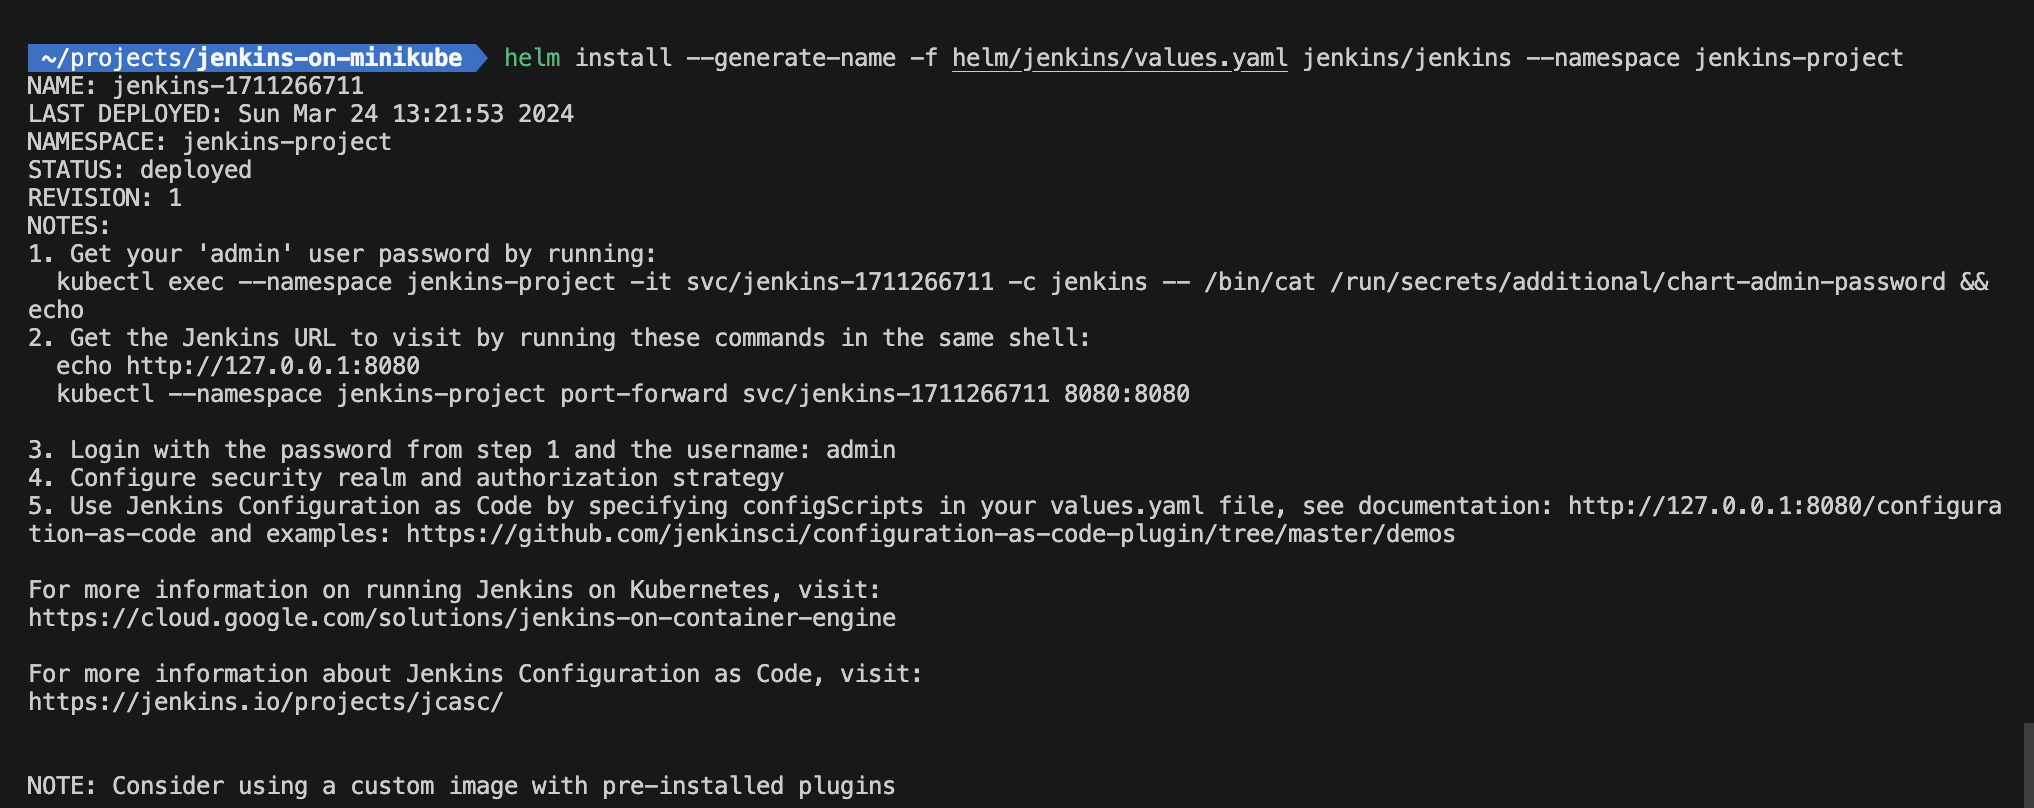 ~/projects/jenkins-on-minikube helm install --generate-name -f helm/jenkins/values.yaml jenkins/jenkins --namespace jenkins-project
NAME: jenkins-1711266711
LAST DEPLOYED: Sun Mar 24 13:21:53 2024
NAMESPACE: jenkins-project
STATUS: deployed
REVISION: 1
NOTES:
1. Get your 'admin' user password by running:
  kubectl exec --namespace jenkins-project -it svc/jenkins-1711266711 -c jenkins -- /bin/cat /run/secrets/additional/chart-admin-password &&
echo
2. Get the Jenkins URL to visit by running these commands in the same shell:
  echo http://127.0.0.1:8080
  kubectl --namespace jenkins-project port-forward svc/jenkins-1711266711 8080:8080

3. Login with the password from step 1 and the username: admin
4. Configure security realm and authorization strategy
5. Use Jenkins Configuration as Code by specifying configScripts in your values.yaml file, see documentation: http://127.0.0.1:8080/configura
tion-as-code and examples: https://github.com/jenkinsci/configuration-as-code-plugin/tree/master/demos

For more information on running Jenkins on Kubernetes, visit:
https://cloud.google.com/solutions/jenkins-on-container-engine

For more information about Jenkins Configuration as Code, visit:
https://jenkins.io/projects/jcasc/

NOTE: Consider using a custom image with pre-installed plugins